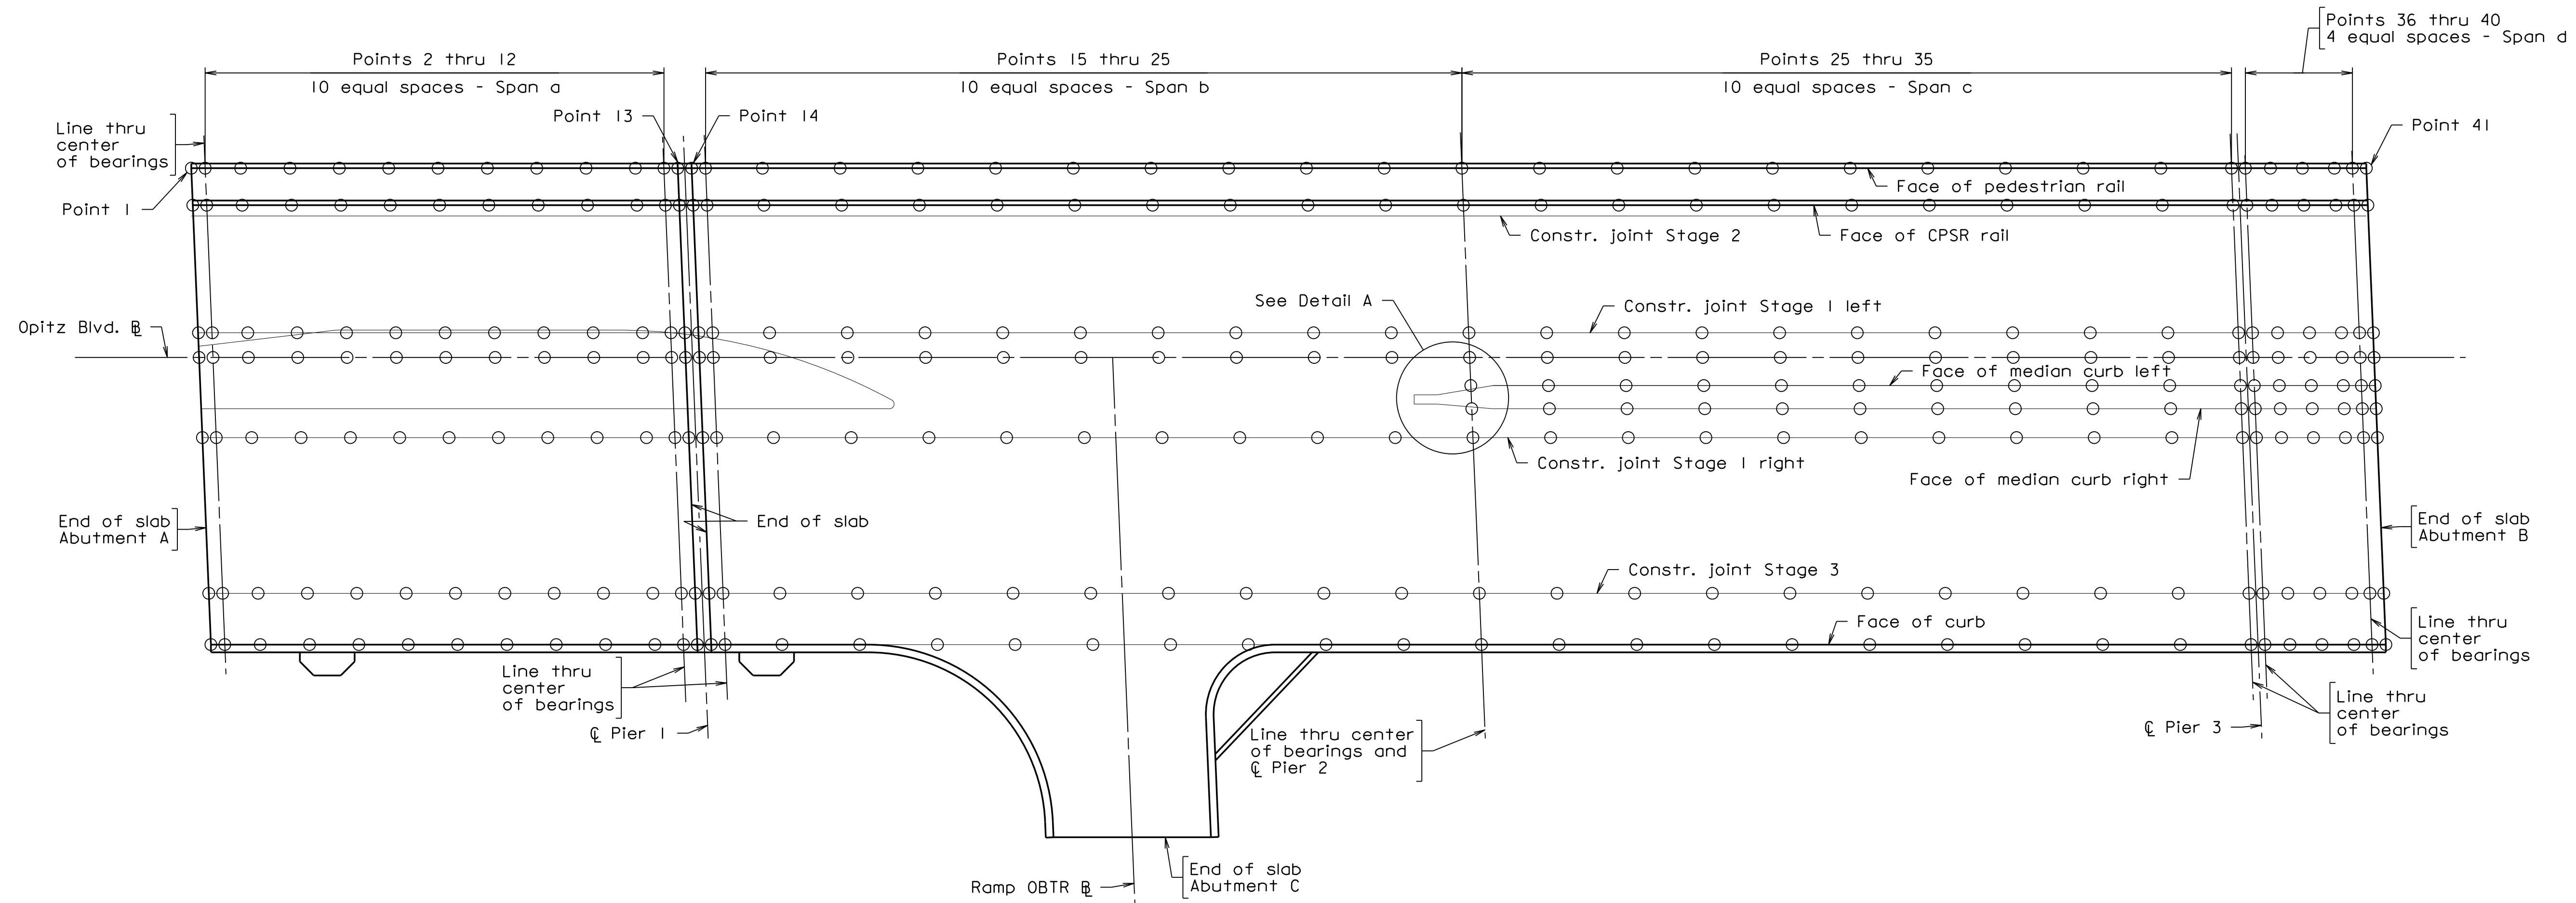 Points 36 thru 40
4 equal spaces - Span d
Points 2 thru 12
10 equal spaces - Span a
Points 15 thru 25
10 equal spaces - Span b
Points 25 thru 35
10 equal spaces - Span c
Point 13
Point 14
Line thru
center
of bearings
Point 41
Point 1
Face of pedestrian rail
Constr. joint Stage 2
Face of CPSR rail
See Detail A
Constr. joint Stage 1 left
Opitz Blvd. ℄
Face of median curb left
Constr. joint Stage 1 right
Face of median curb right
End of slab
Abutment A
End of slab
End of slab
Abutment B
Constr. joint Stage 3
Face of curb
Line thru
center
of bearings
Line thru
center
of bearings
℄ Pier 1
Line thru center
of bearings and
℄ Pier 2
℄ Pier 3
Line thru
center
of bearings
Ramp OBTR ℄
End of slab
Abutment C